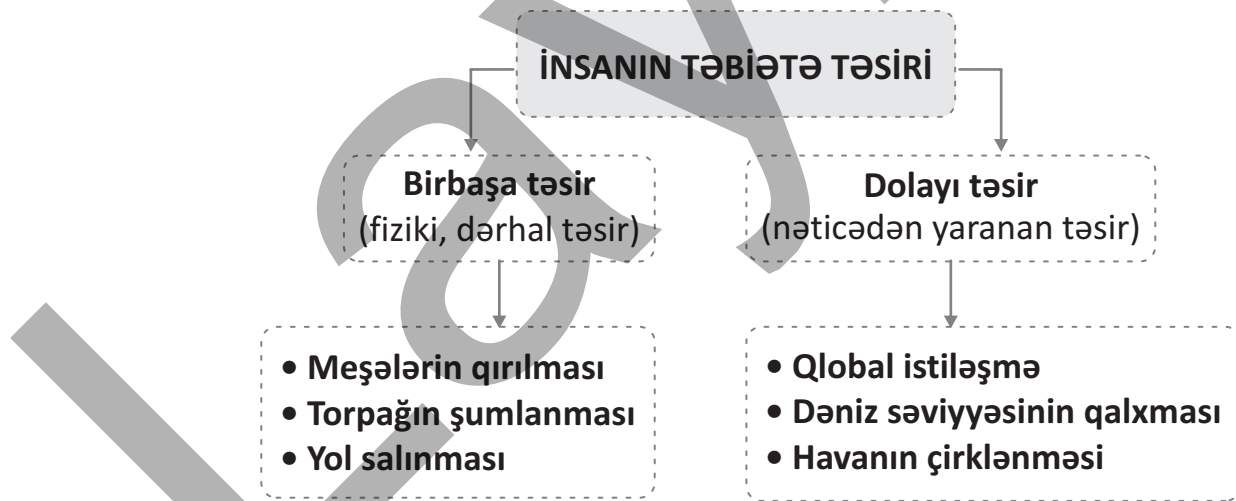 İNSANIN TƏBİƏTƏ TƏSİRİ
Birbaşa təsir
(fiziki, dərhal təsir)
Dolayı təsir
(nəticədən yaranan təsir)
• Meşələrin qırılması
• Torpağın şumlanması
• Yol salınması
• Qlobal istiləşmə
• Dəniz səviyyəsinin qalxması
• Havanın çirklənməsi